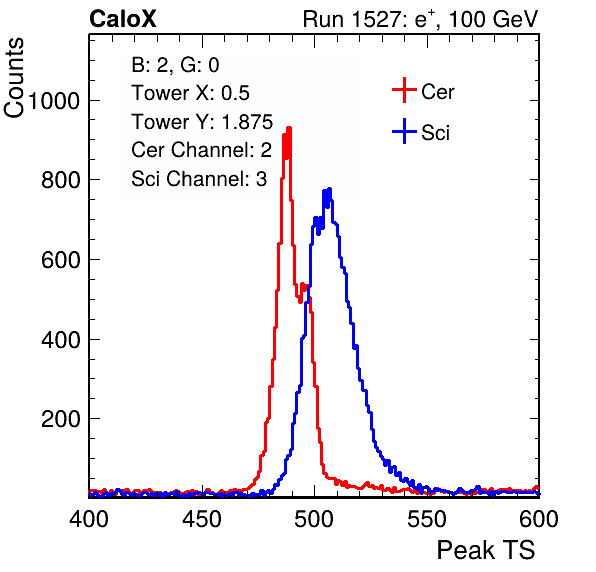 CaloX Run 1527: e⁺, 100 GeV
Counts
B: 2, G: 0
Tower X: 0.5
Tower Y: 1.875
Cer Channel: 2
Sci Channel: 3
Cer
Sci
1000
800
600
400
200
400 450 500 550 600
Peak TS